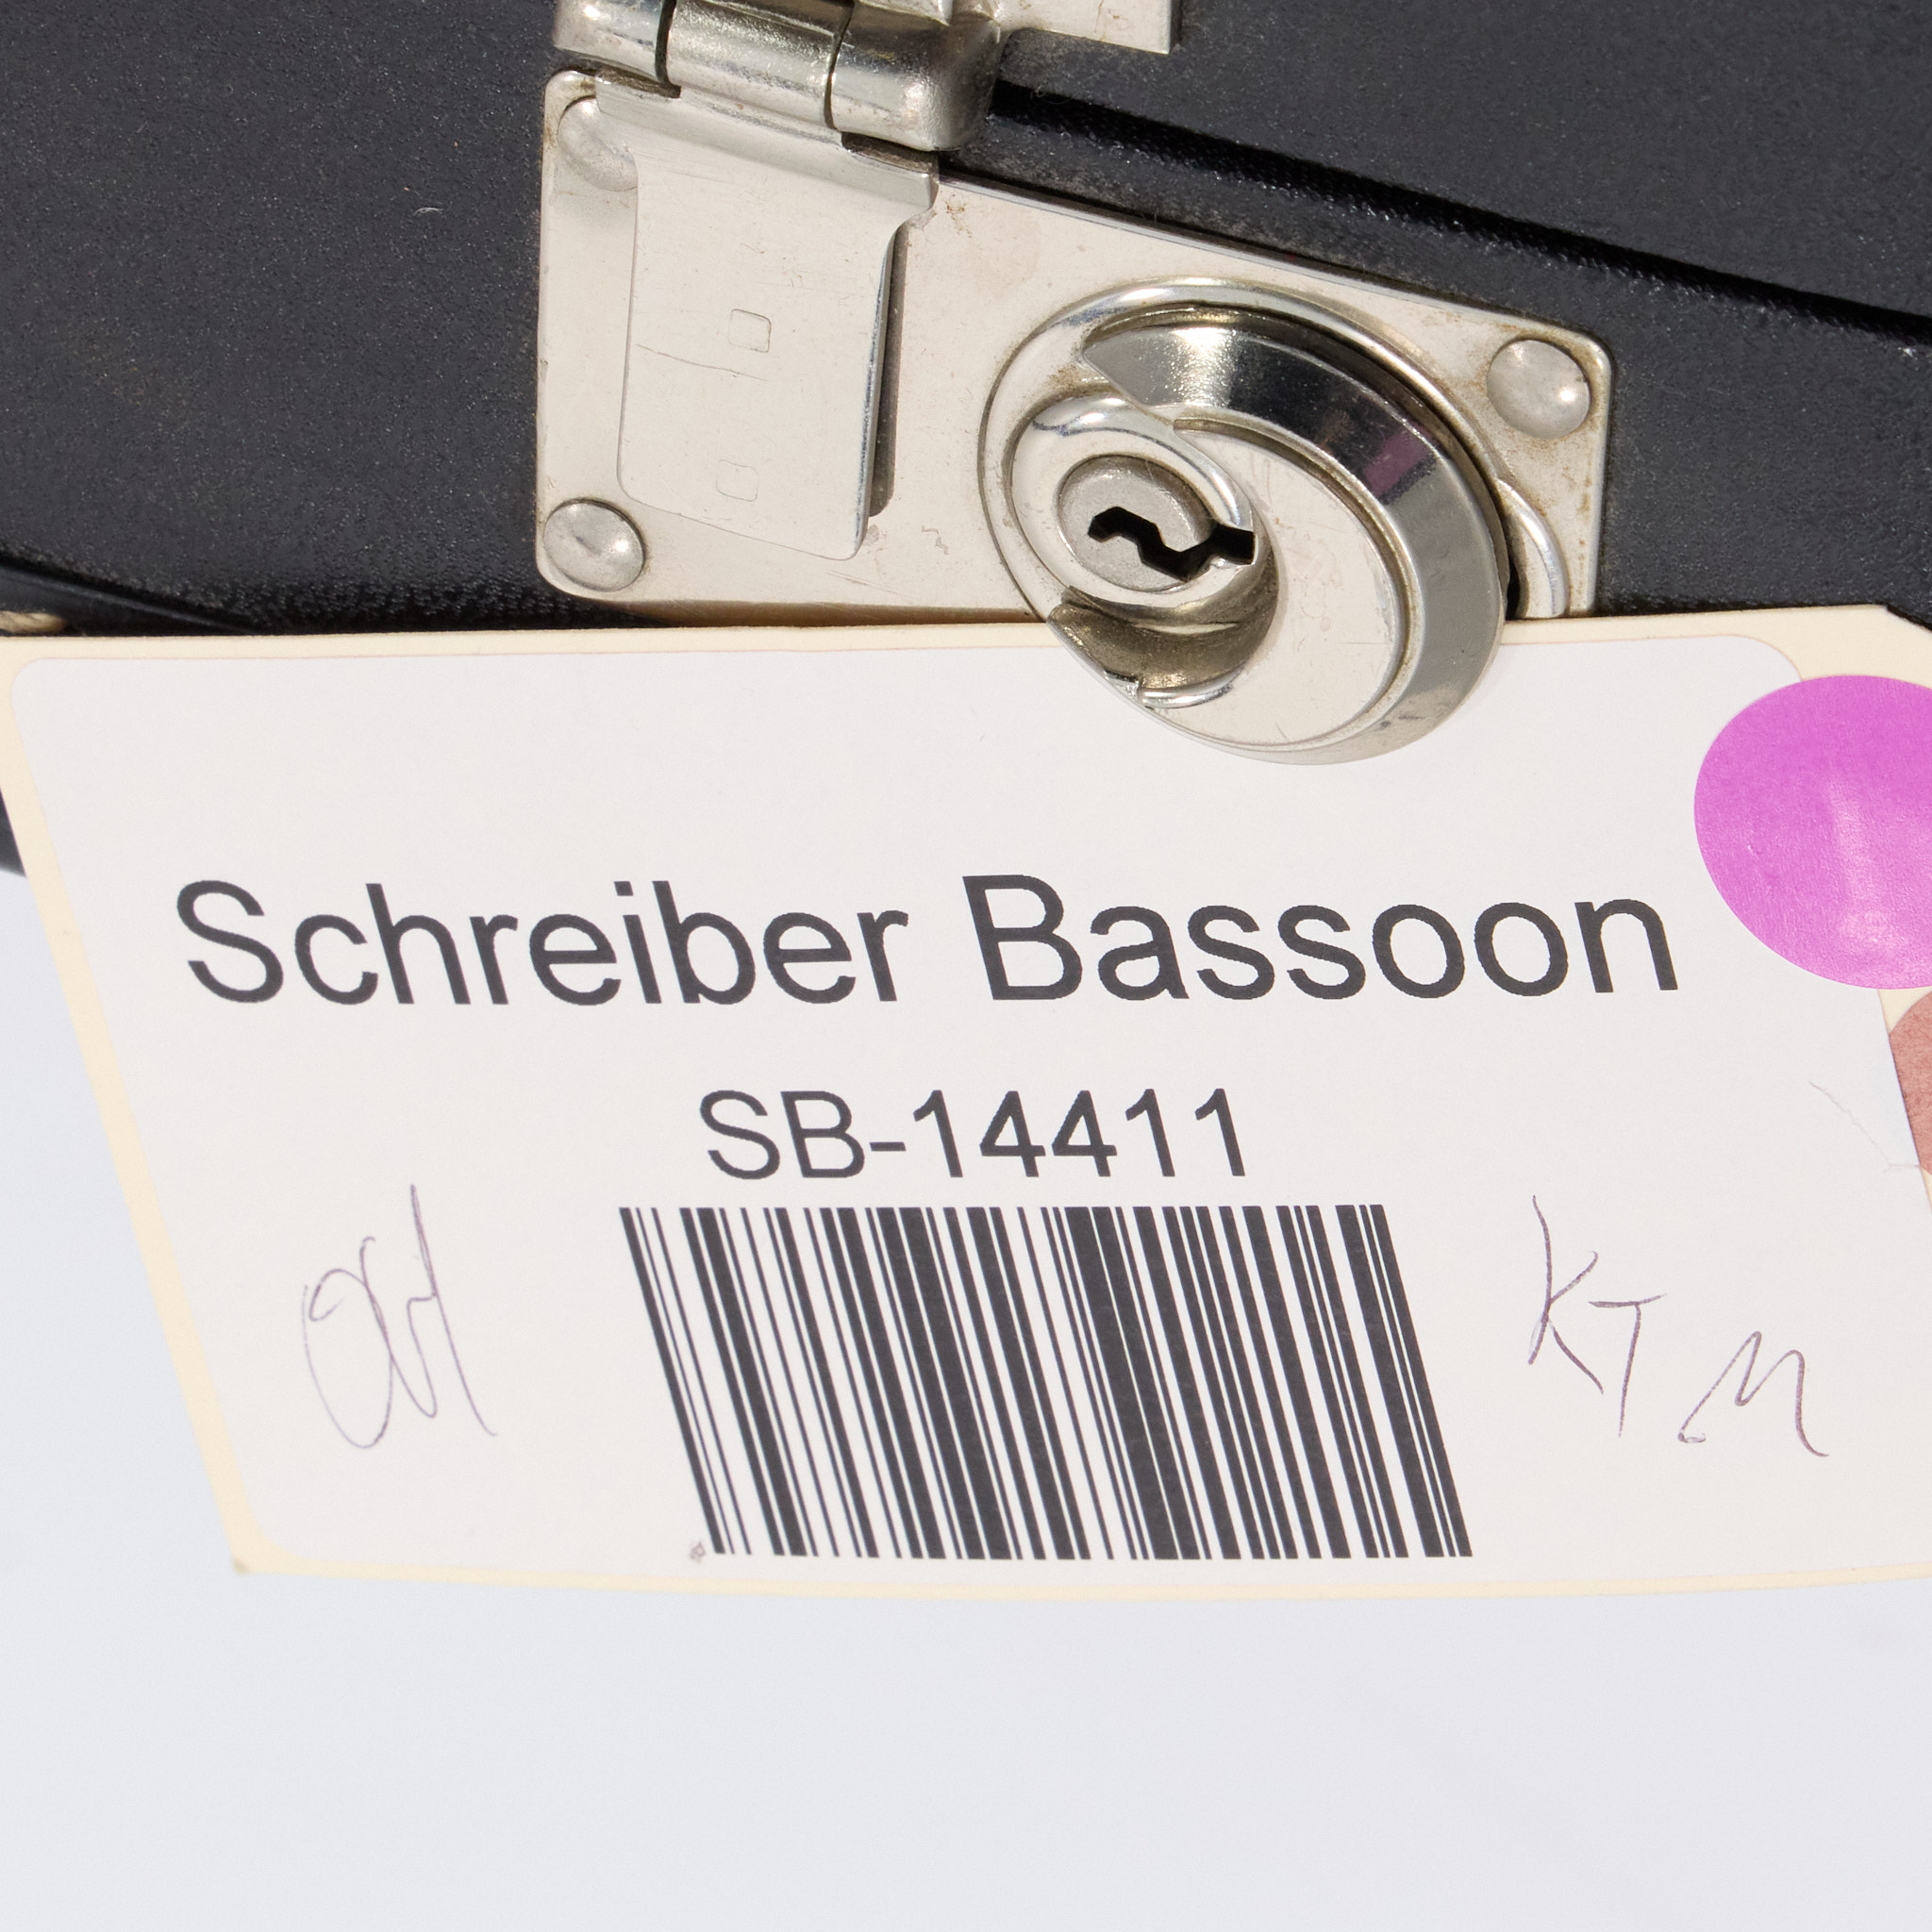 Schreiber Bassoon
SB-14411
KTM